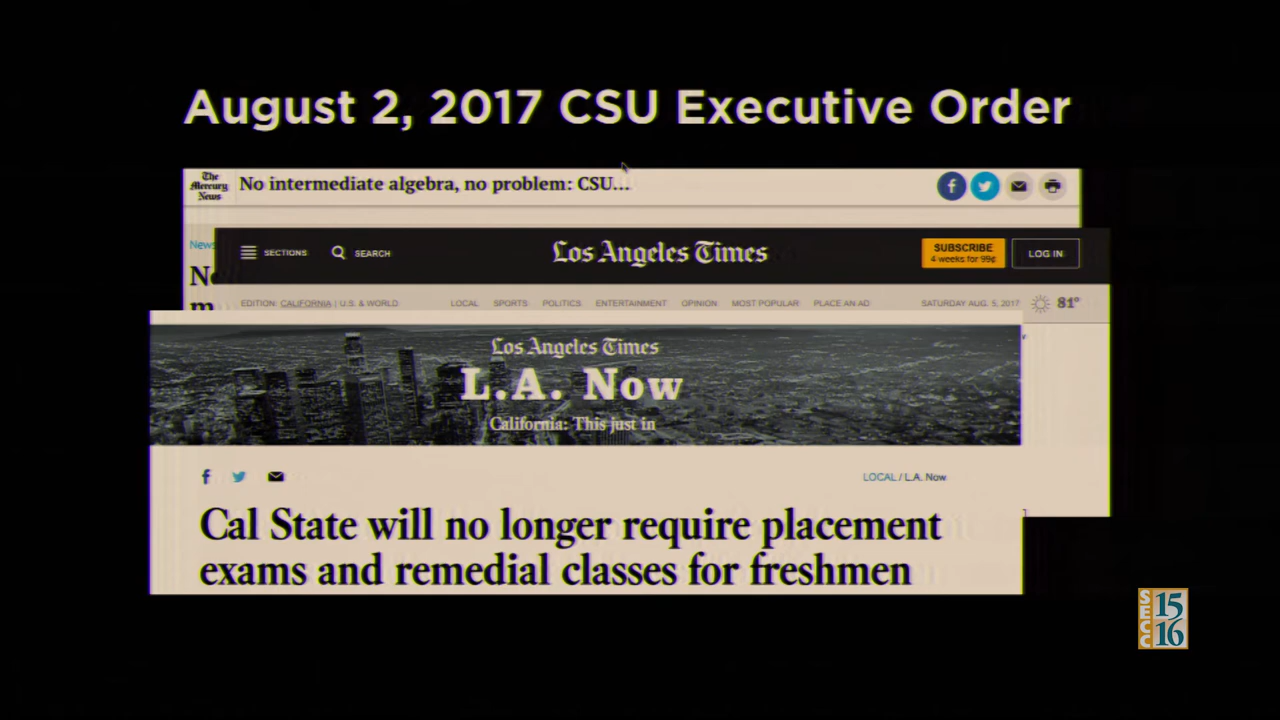 August 2, 2017 CSU Executive Order
The
Mercury
News
No intermediate algebra, no problem: CSU...
News
SECTIONS
SEARCH
Los Angeles Times
SUBSCRIBE
4 weeks for 99¢
LOG IN
EDITION: CALIFORNIA | U.S. & WORLD
LOCAL SPORTS POLITICS ENTERTAINMENT OPINION MOST POPULAR PLACE AN AD
SATURDAY AUG. 5, 2017
81°
Los Angeles Times
L.A. Now
California: This just in
LOCAL / L.A. Now
Cal State will no longer require placement
exams and remedial classes for freshmen
SECC
15
16